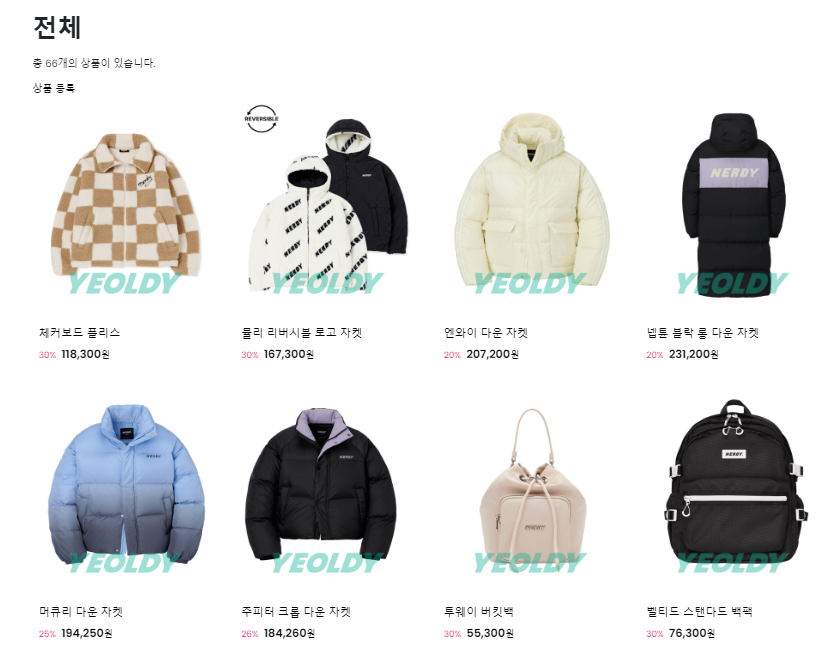 전체
총 66개의 상품이 있습니다.
상품 등록
REVERSIBLE
NERDY
NERDY
NERDY
NERDY
NERDY
NERDY
YEOLDY
YEOLDY
YEOLDY
YEOLDY
체커보드 플리스
플리 리버시블 로고 자켓
엔와이 다운 자켓
넵튠 블락 롱 다운 자켓
30% 118,300원
30% 167,300원
20% 207,200원
20% 231,200원
NERDY
NERDY
NERDY.
YEOLDY
YEOLDY
YEOLDY
YEOLDY
머큐리 다운 자켓
주피터 크롭 다운 자켓
투웨이 버킷백
벨티드 스탠다드 백팩
25% 194,250원
26% 184,260원
30% 55,300원
30% 76,300원